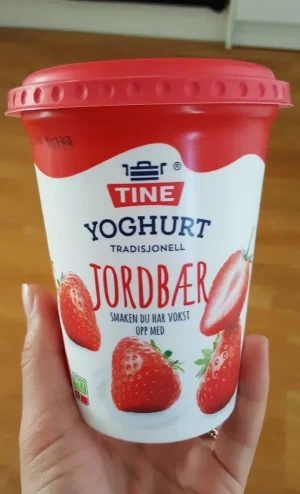 ®
TINE
YOGHURT
TRADISJONELL
JORDBÆR
SMAKEN DU HAR VOKST
OPP MED